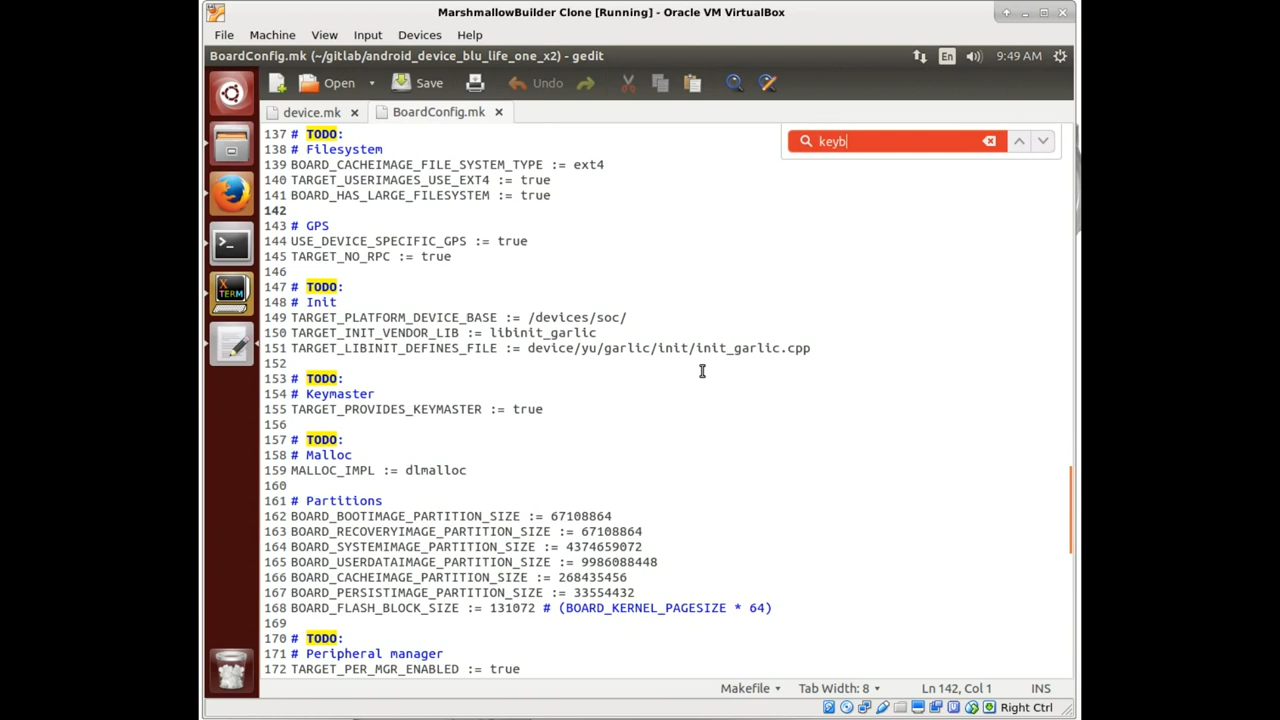 MarshmallowBuilder Clone [Running] - Oracle VM VirtualBox
File Machine View Input Devices Help
BoardConfig.mk (~/gitlab/android_device_blu_life_one_x2) - gedit En 9:49 AM
Open Save Undo
device.mk BoardConfig.mk
keyb
137 # TODO:
138 # Filesystem
139 BOARD_CACHEIMAGE_FILE_SYSTEM_TYPE := ext4
140 TARGET_USERIMAGES_USE_EXT4 := true
141 BOARD_HAS_LARGE_FILESYSTEM := true
142
143 # GPS
144 USE_DEVICE_SPECIFIC_GPS := true
145 TARGET_NO_RPC := true
146
147 # TODO:
148 # Init
149 TARGET_PLATFORM_DEVICE_BASE := /devices/soc/
150 TARGET_INIT_VENDOR_LIB := libinit_garlic
151 TARGET_LIBINIT_DEFINES_FILE := device/yu/garlic/init/init_garlic.cpp
152
153 # TODO:
154 # Keymaster
155 TARGET_PROVIDES_KEYMASTER := true
156
157 # TODO:
158 # Malloc
159 MALLOC_IMPL := dlmalloc
160
161 # Partitions
162 BOARD_BOOTIMAGE_PARTITION_SIZE := 67108864
163 BOARD_RECOVERYIMAGE_PARTITION_SIZE := 67108864
164 BOARD_SYSTEMIMAGE_PARTITION_SIZE := 4374659072
165 BOARD_USERDATAIMAGE_PARTITION_SIZE := 9986088448
166 BOARD_CACHEIMAGE_PARTITION_SIZE := 268435456
167 BOARD_PERSISTIMAGE_PARTITION_SIZE := 33554432
168 BOARD_FLASH_BLOCK_SIZE := 131072 # (BOARD_KERNEL_PAGESIZE * 64)
169
170 # TODO:
171 # Peripheral manager
172 TARGET_PER_MGR_ENABLED := true
X TERM
Makefile Tab Width: 8 Ln 142, Col 1 INS
Right Ctrl